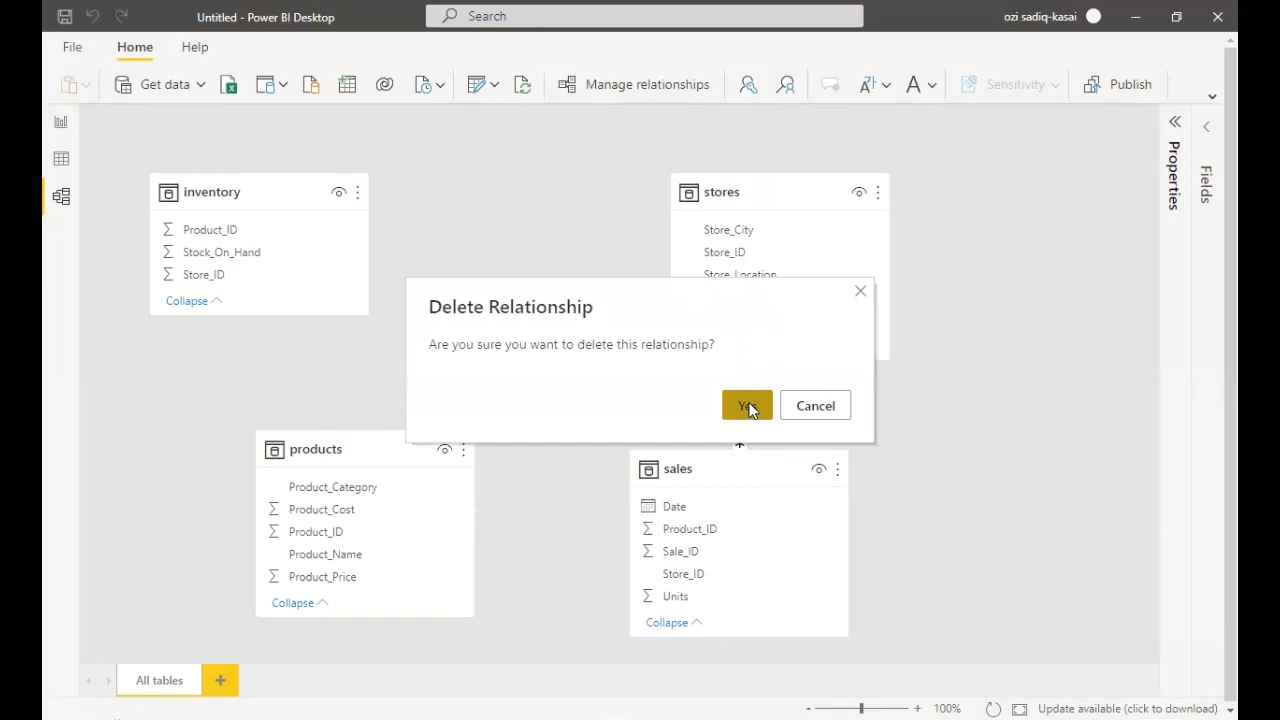 Untitled - Power BI Desktop
Search
ozi sadiq-kasai
File
Home
Help
Get data
Manage relationships
Sensitivity
Publish
inventory
Product_ID
Stock_On_Hand
Store_ID
Collapse
stores
Store_City
Store_ID
Store_Location
Properties
Fields
Delete Relationship
Are you sure you want to delete this relationship?
Cancel
products
Product_Category
Product_Cost
Product_ID
Product_Name
Product_Price
Collapse
sales
Date
Product_ID
Sale_ID
Store_ID
Units
Collapse
All tables
100%
Update available (click to download)